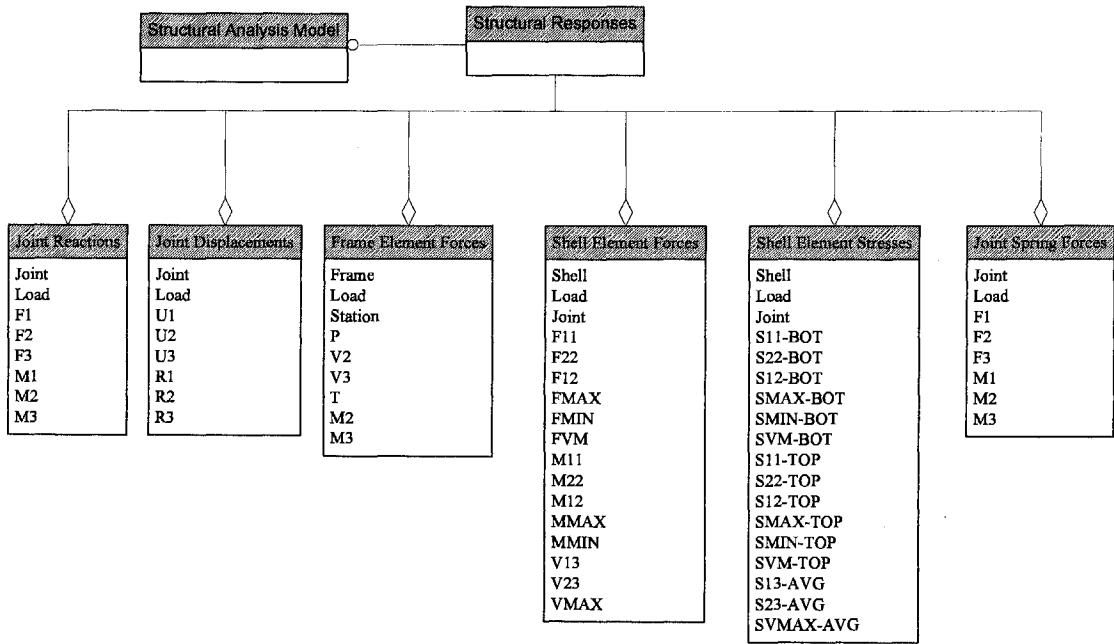 Structural Analysis Model
Structural Responses
Joint Reactions
Joint
Load
F1
F2
F3
M1
M2
M3
Joint Displacements
Joint
Load
U1
U2
U3
R1
R2
R3
Frame Element Forces
Frame
Load
Station
P
V2
V3
T
M2
M3
Shell Element Forces
Shell
Load
Joint
F11
F22
F12
FMAX
FMIN
FVM
M11
M22
M12
MMAX
MMIN
V13
V23
VMAX
Shell Element Stresses
Shell
Load
Joint
S11-BOT
S22-BOT
S12-BOT
SMAX-BOT
SMIN-BOT
SVM-BOT
S11-TOP
S22-TOP
S12-TOP
SMAX-TOP
SMIN-TOP
SVM-TOP
S13-AVG
S23-AVG
SVMAX-AVG
Joint Spring Forces
Joint
Load
F1
F2
F3
M1
M2
M3